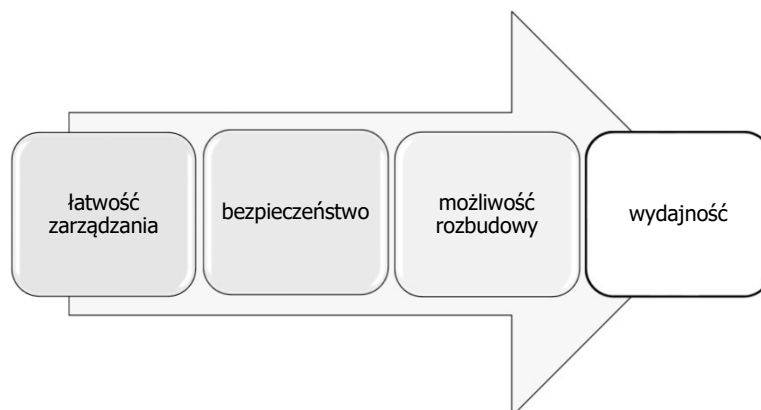 łatwość
zarządzania
bezpieczeństwo
możliwość
rozbudowy
wydajność